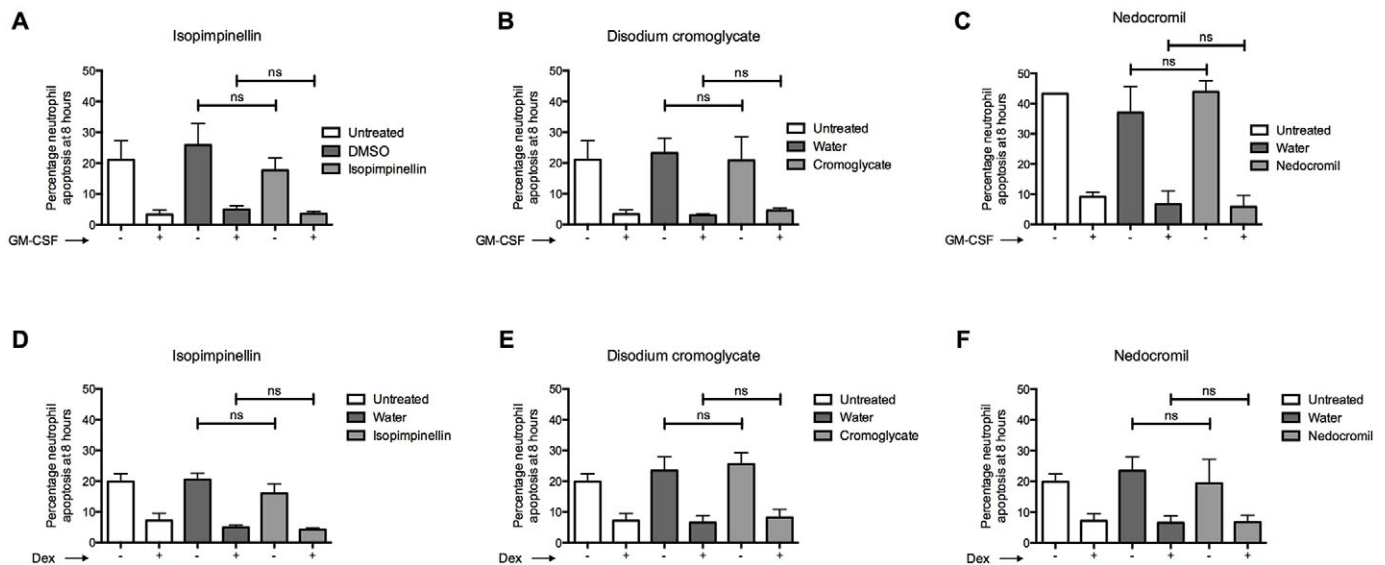 A
Isopimpinellin
Percentage neutrophil
apoptosis at 8 hours
50
40
30
20
10
0
ns
ns
Untreated
DMSO
Isopimpinellin
GM-CSF → - + - + - +
B
Disodium cromoglycate
Percentage neutrophil
apoptosis at 8 hours
50
40
30
20
10
0
ns
ns
Untreated
Water
Cromoglycate
GM-CSF → - + - + - +
C
Nedocromil
Percentage neutrophil
apoptosis at 8 hours
50
40
30
20
10
0
ns
ns
Untreated
Water
Nedocromil
GM-CSF → - + - + - +
D
Isopimpinellin
Percentage neutrophil
apoptosis at 8 hours
50
40
30
20
10
0
ns
ns
Untreated
Water
Isopimpinellin
Dex → - + - + - +
E
Disodium cromoglycate
Percentage neutrophil
apoptosis at 8 hours
50
40
30
20
10
0
ns
ns
Untreated
Water
Cromoglycate
Dex → - + - + - +
F
Nedocromil
Percentage neutrophil
apoptosis at 8 hours
50
40
30
20
10
0
ns
ns
Untreated
Water
Nedocromil
Dex → - + - + - +